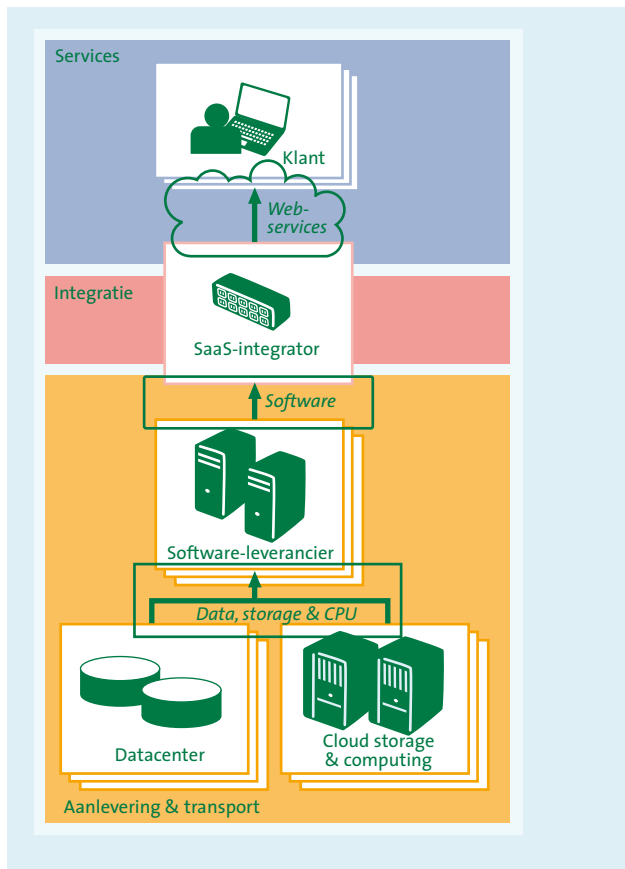 Services
Klant
Web-
services
Integratie
SaaS-integrator
Software
Software-leverancier
Data, storage & CPU
Datacenter
Cloud storage
& computing
Aanlevering & transport